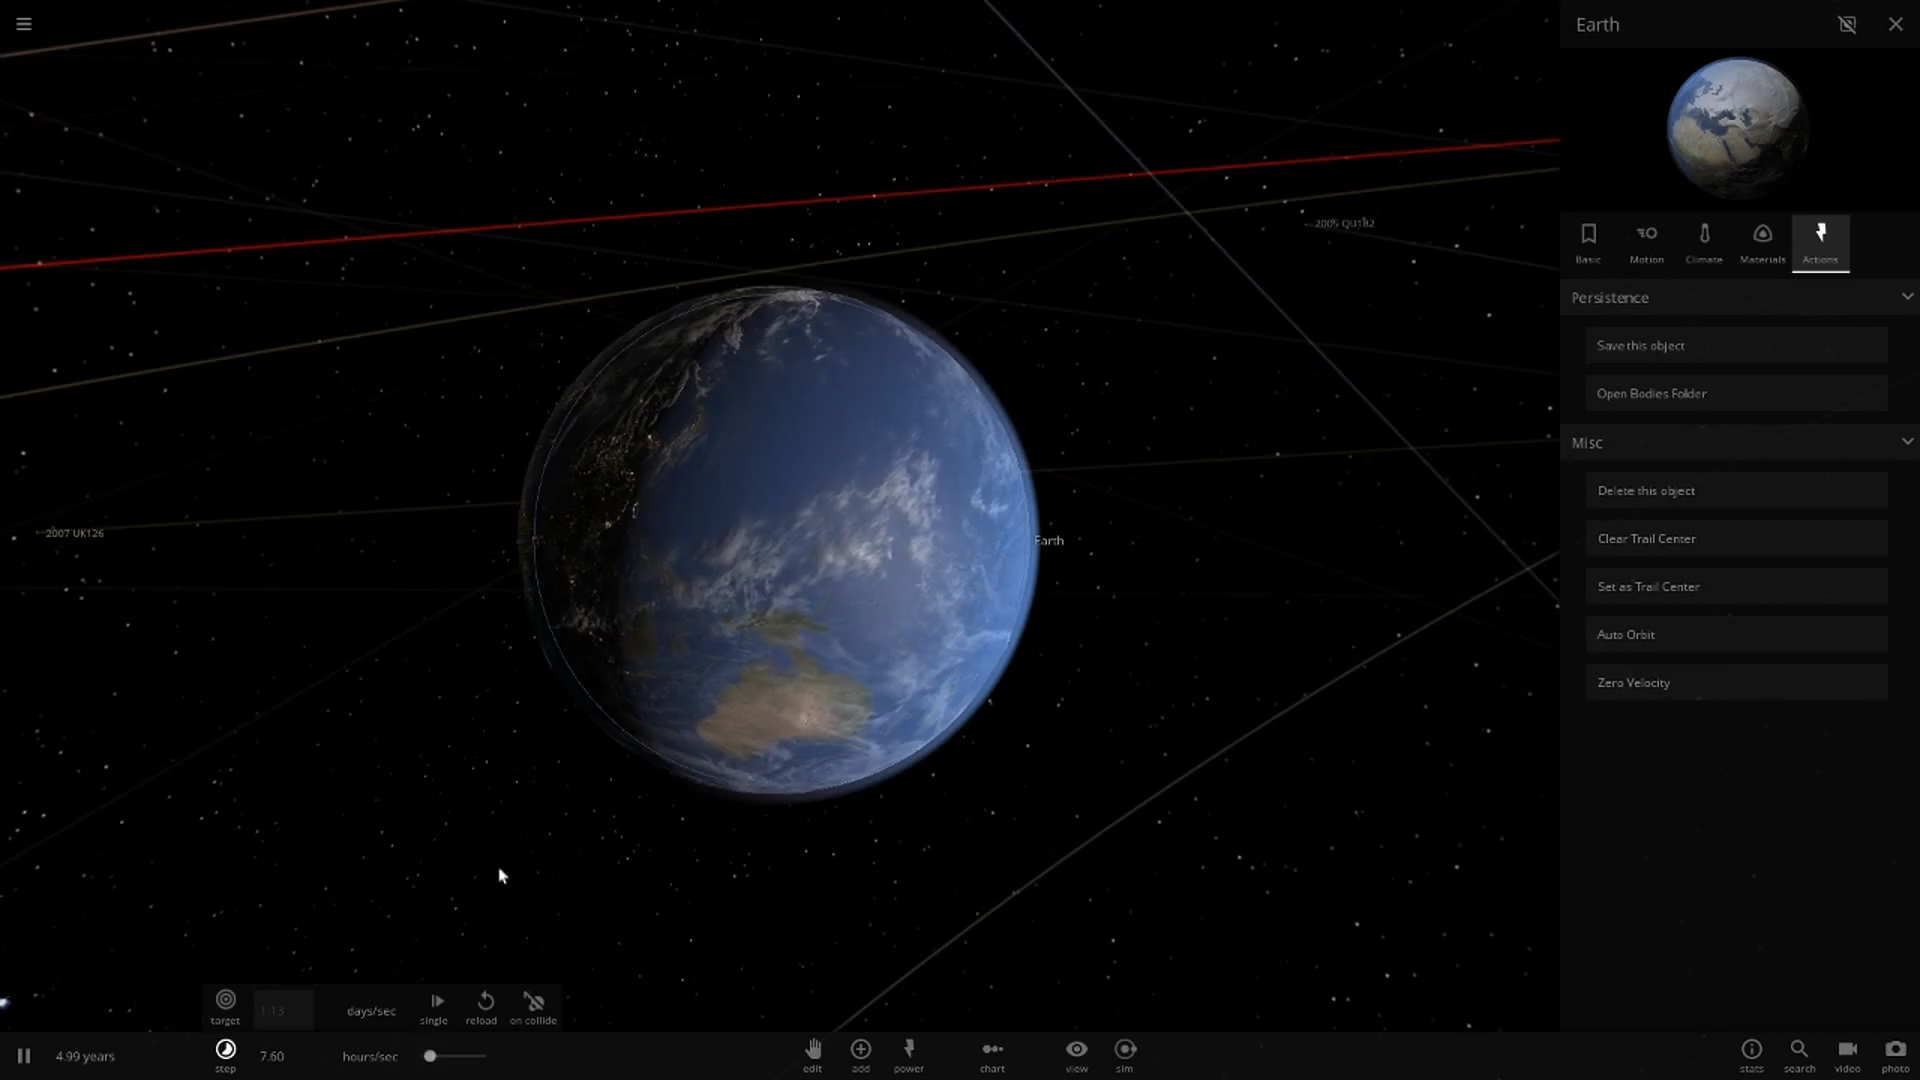 Earth
Basic
Motion
Climate
Materials
Actions
Persistence
Save this object
Open Bodies Folder
Misc
Delete this object
Clear Trail Center
Set as Trail Center
Auto Orbit
Zero Velocity
2007 UK126
Earth
target
1.13
days/sec
single
reload
on collide
4.99 years
step
7.60
hours/sec
edit
add
power
chart
view
sim
stats
search
video
photo